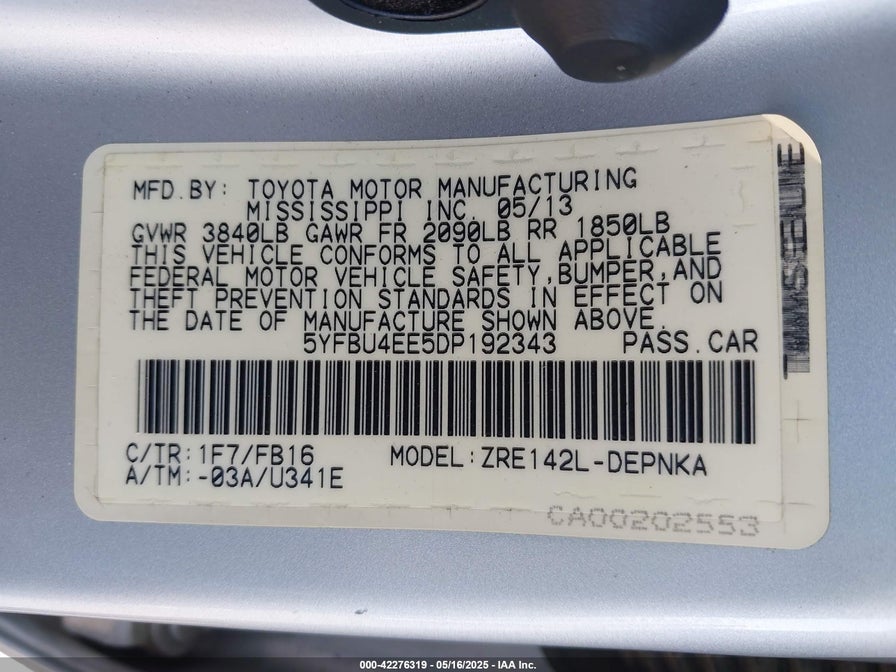 MFD.BY: TOYOTA MOTOR MANUFACTURING
MISSISSIPPI INC. 05/13
GVWR 3840LB GAWR FR 2090LB RR 1850LB
THIS VEHICLE CONFORMS TO ALL APPLICABLE
FEDERAL MOTOR VEHICLE SAFETY,BUMPER,AND
THEFT PREVENTION STANDARDS IN EFFECT ON
THE DATE OF MANUFACTURE SHOWN ABOVE.
5YFBU4EE5DP192343 PASS.CAR
C/TR:1F7/FB16 MODEL:ZRE142L-DEPNKA
A/TM:-03A/U341E
CA00202553
000-42276319 - 05/16/2025 - IAA Inc.